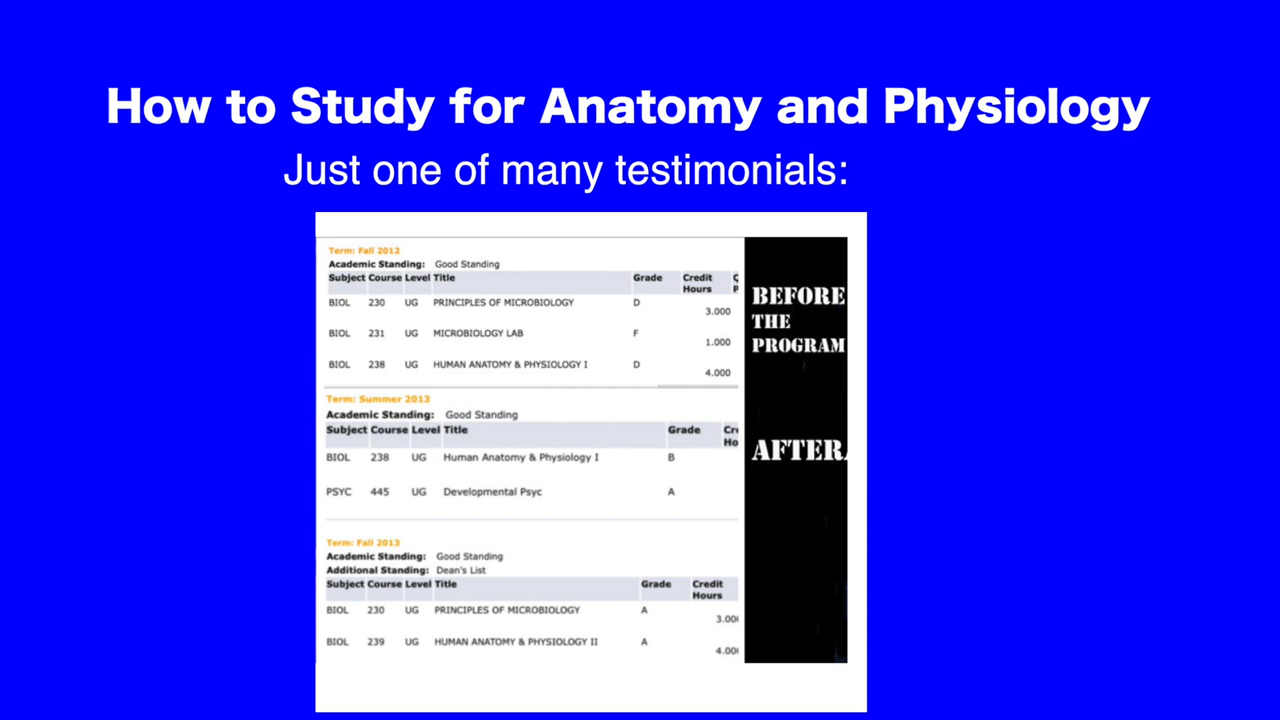 How to Study for Anatomy and Physiology
Just one of many testimonials:
Term: Fall 2012
Academic Standing: Good Standing
Subject Course Level Title Grade Credit Hours
BIOL 230 UG PRINCIPLES OF MICROBIOLOGY D 3.000
BIOL 231 UG MICROBIOLOGY LAB F 1.000
BIOL 238 UG HUMAN ANATOMY & PHYSIOLOGY I D 4.000
BEFORE
THE
PROGRAM
Term: Summer 2013
Academic Standing: Good Standing
Subject Course Level Title Grade
BIOL 238 UG Human Anatomy & Physiology I B
PSYC 445 UG Developmental Psyc A
AFTER
Term: Fall 2013
Academic Standing: Good Standing
Additional Standing: Dean's List
Subject Course Level Title Grade Credit Hours
BIOL 230 UG PRINCIPLES OF MICROBIOLOGY A 3.00
BIOL 239 UG HUMAN ANATOMY & PHYSIOLOGY II A 4.00